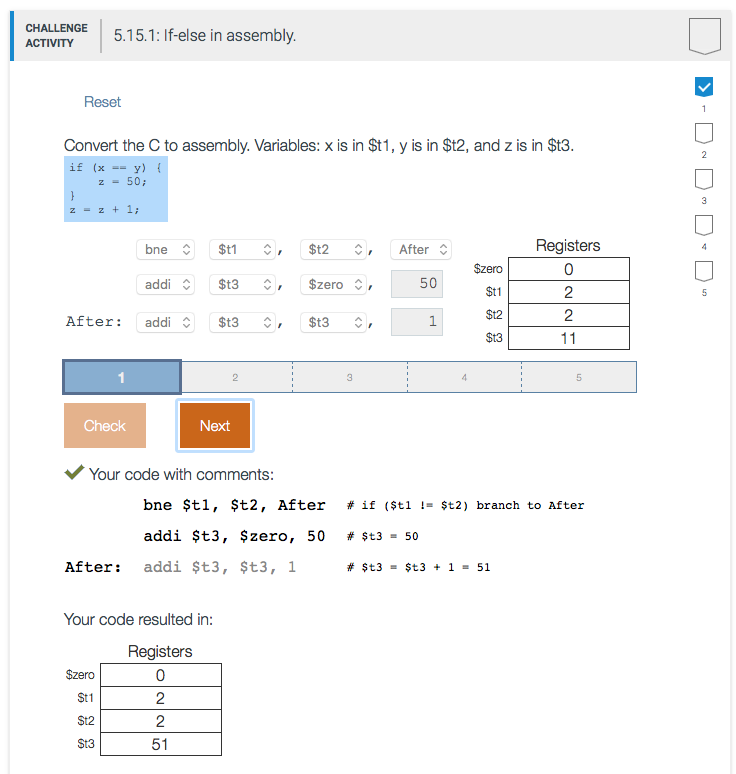 CHALLENGE ACTIVITY
5.15.1: If-else in assembly.
Reset
1
2
3
4
5
Convert the C to assembly. Variables: x is in $t1, y is in $t2, and z is in $t3.
if (x == y) {
z = 50;
}
z = z + 1;
bne $t1 , $t2 , After
addi $t3 , $zero , 50
After: addi $t3 , $t3 , 1
Registers
$zero 0
$t1 2
$t2 2
$t3 11
1 2 3 4 5
Check Next
Your code with comments:
bne $t1, $t2, After # if ($t1 != $t2) branch to After
addi $t3, $zero, 50 # $t3 = 50
After: addi $t3, $t3, 1 # $t3 = $t3 + 1 = 51
Your code resulted in:
Registers
$zero 0
$t1 2
$t2 2
$t3 51